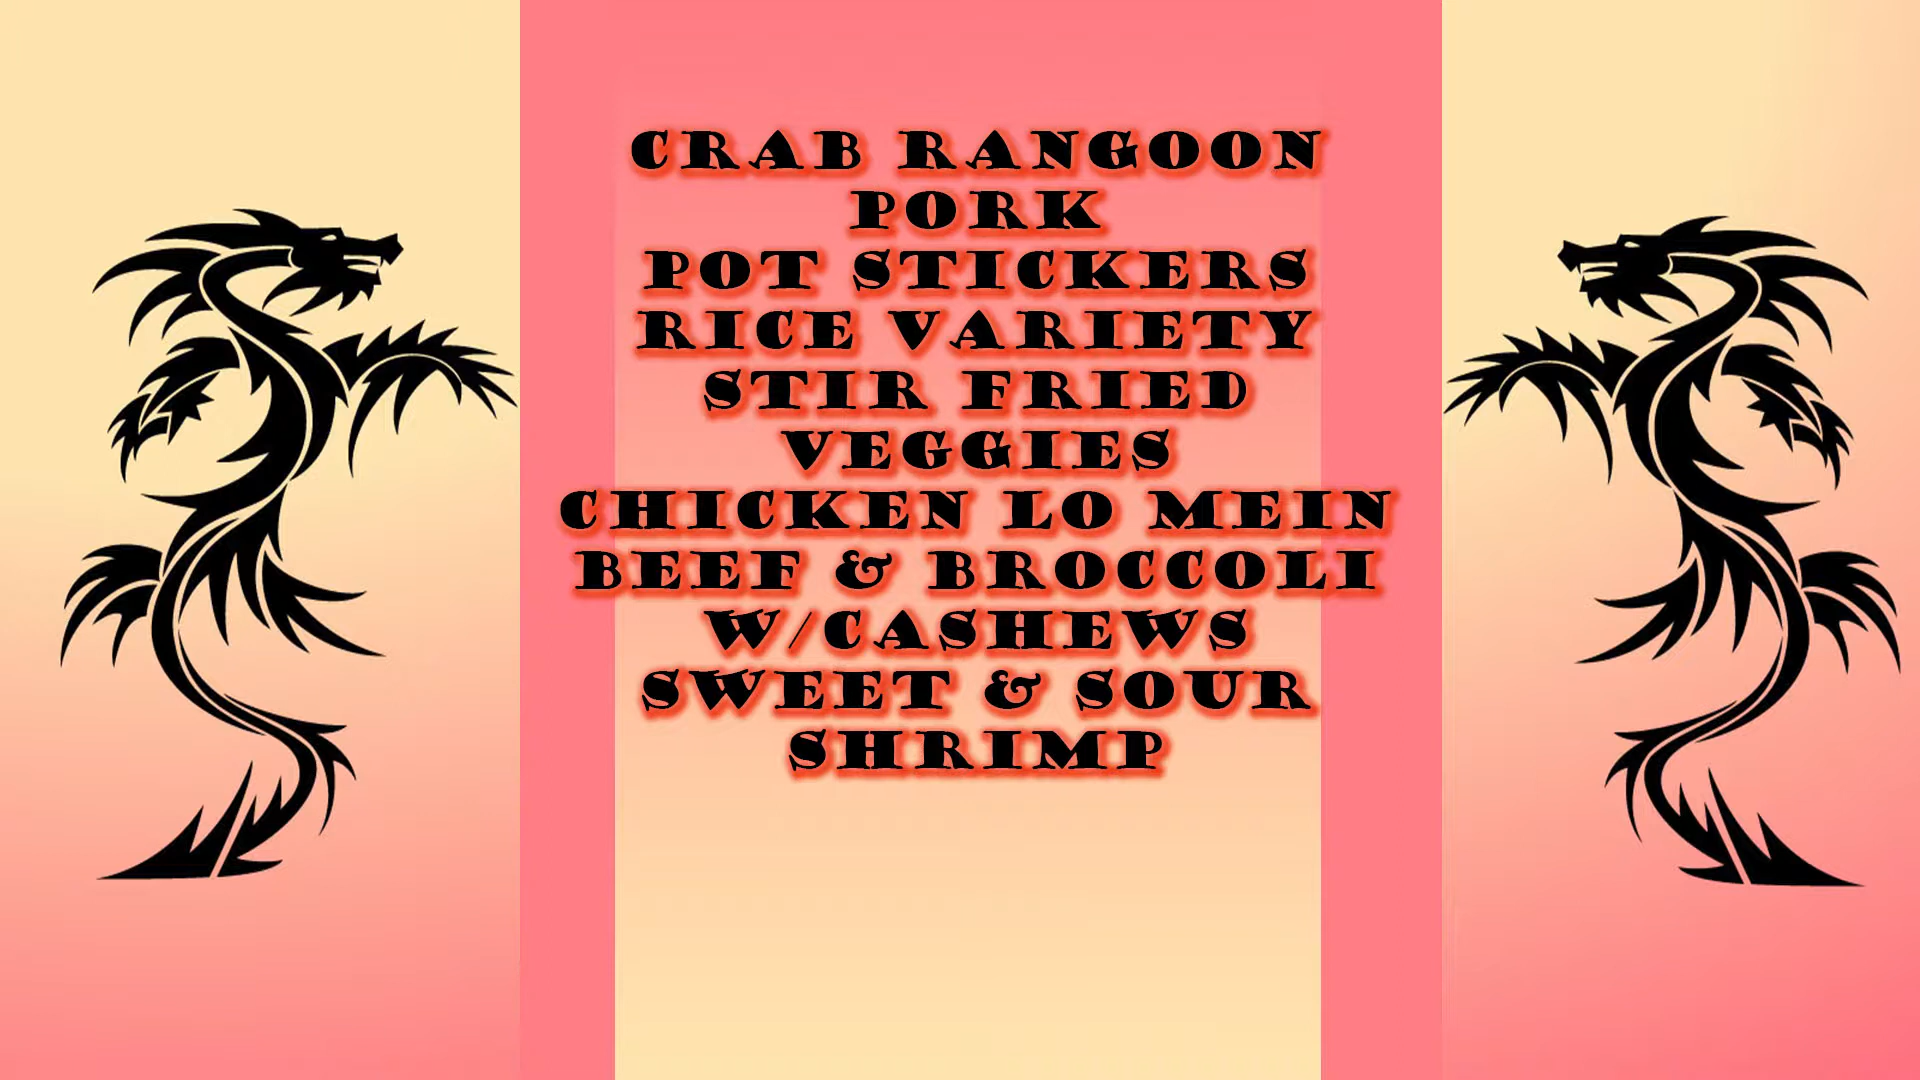 CRAB RANGOON
PORK
POT STICKERS
RICE VARIETY
STIR FRIED
VEGGIES
CHICKEN LO MEIN
BEEF & BROCCOLI
W/CASHEWS
SWEET & SOUR
SHRIMP